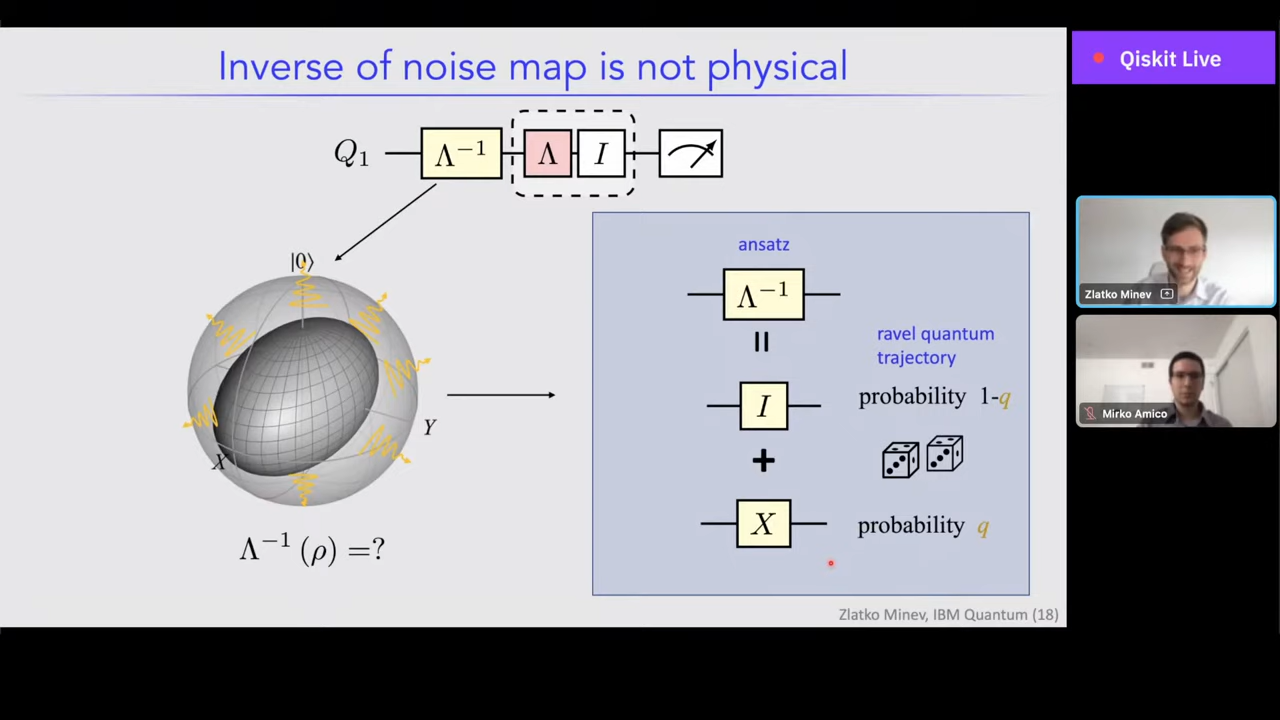 Inverse of noise map is not physical
Qiskit Live
Q₁ Λ⁻¹ Λ I
|0⟩
Y
X
Λ⁻¹ (ρ) =?
ansatz
Λ⁻¹
=
ravel quantum
trajectory
I probability 1-q
+
X probability q
Zlatko Minev
Mirko Amico
Zlatko Minev, IBM Quantum (18)